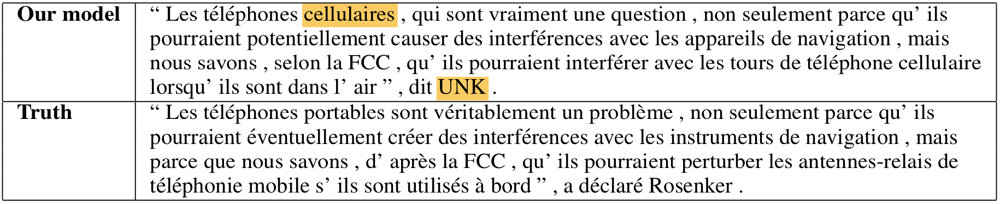 Our model “ Les téléphones cellulaires , qui sont vraiment une question , non seulement parce qu’ ils
pourraient potentiellement causer des interférences avec les appareils de navigation , mais
nous savons , selon la FCC , qu’ ils pourraient interférer avec les tours de téléphone cellulaire
lorsqu’ ils sont dans l’ air ” , dit UNK .
Truth “ Les téléphones portables sont véritablement un problème , non seulement parce qu’ ils
pourraient éventuellement créer des interférences avec les instruments de navigation , mais
parce que nous savons , d’ après la FCC , qu’ ils pourraient perturber les antennes-relais de
téléphonie mobile s’ ils sont utilisés à bord ” , a déclaré Rosenker .